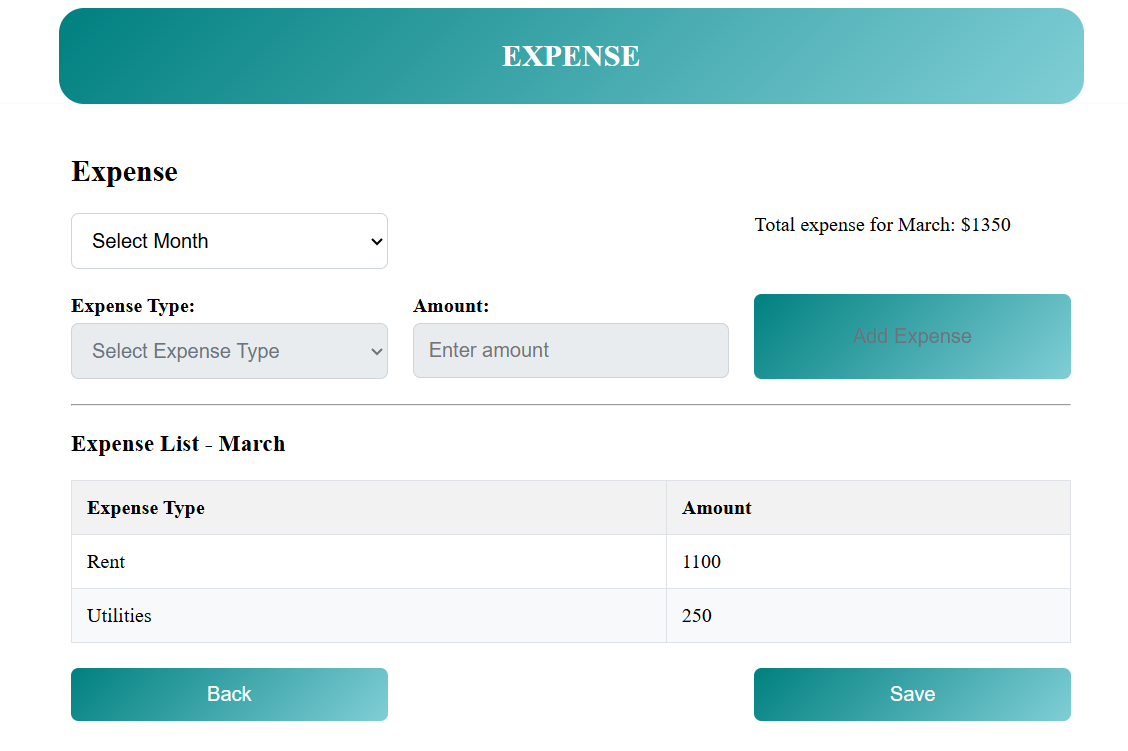 EXPENSE
Expense
Select Month
Total expense for March: $1350
Expense Type:
Amount:
Select Expense Type
Enter amount
Add Expense
Expense List - March
Expense Type Amount
Rent 1100
Utilities 250
Back
Save